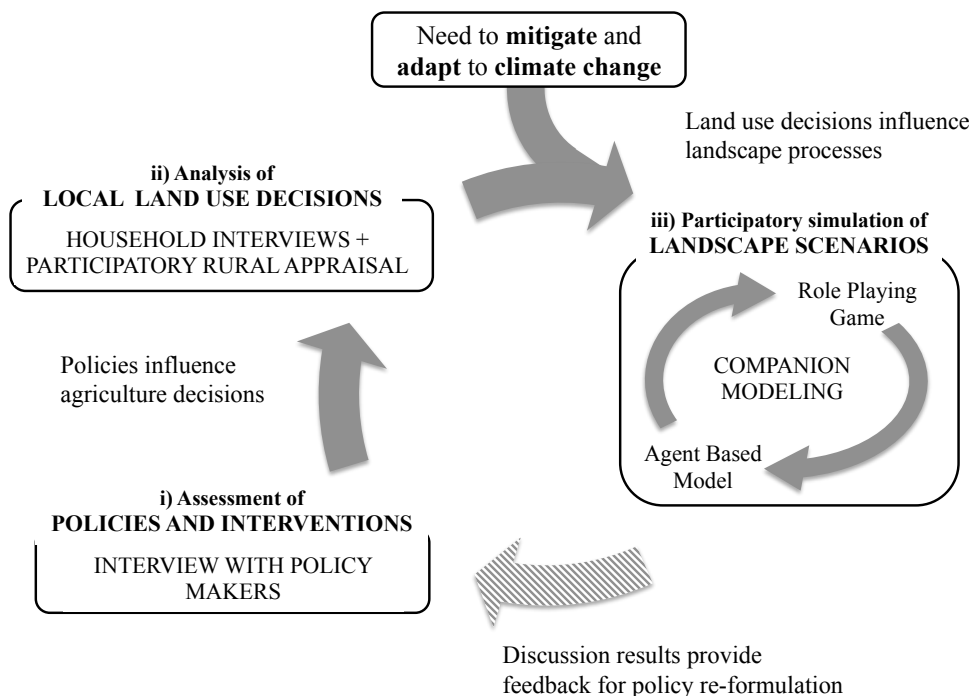 Need to mitigate and
adapt to climate change
Land use decisions influence
landscape processes
ii) Analysis of
LOCAL LAND USE DECISIONS
HOUSEHOLD INTERVIEWS +
PARTICIPATORY RURAL APPRAISAL
iii) Participatory simulation of
LANDSCAPE SCENARIOS
Role Playing
Game
COMPANION
MODELING
Agent Based
Model
Policies influence
agriculture decisions
i) Assessment of
POLICIES AND INTERVENTIONS
INTERVIEW WITH POLICY
MAKERS
Discussion results provide
feedback for policy re-formulation